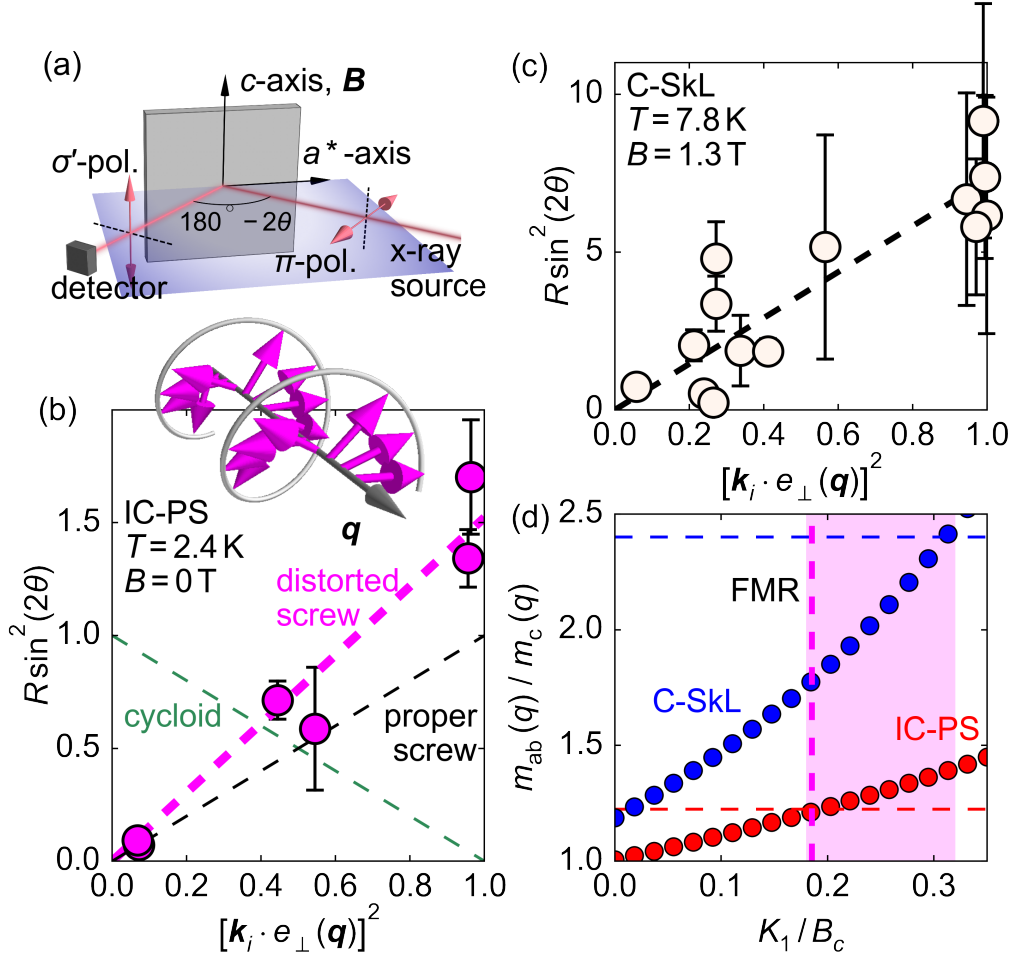 (a)
c-axis, B
a*-axis
σ′-pol.
180° − 2θ
π-pol.
x-ray
source
detector
(b)
q
IC-PS
T = 2.4 K
B = 0 T
distorted
screw
cycloid
proper
screw
R sin² (2θ)
0.0
0.5
1.0
1.5
0.0 0.2 0.4 0.6 0.8 1.0
[k_i · e_⊥(q)]²
(c)
C-SkL
T = 7.8 K
B = 1.3 T
R sin² (2θ)
10
5
0
0.0 0.2 0.4 0.6 0.8 1.0
[k_i · e_⊥(q)]²
(d)
FMR
C-SkL
IC-PS
m_ab (q) / m_c (q)
2.5
2.0
1.5
1.0
0.0 0.1 0.2 0.3
K_1 / B_c